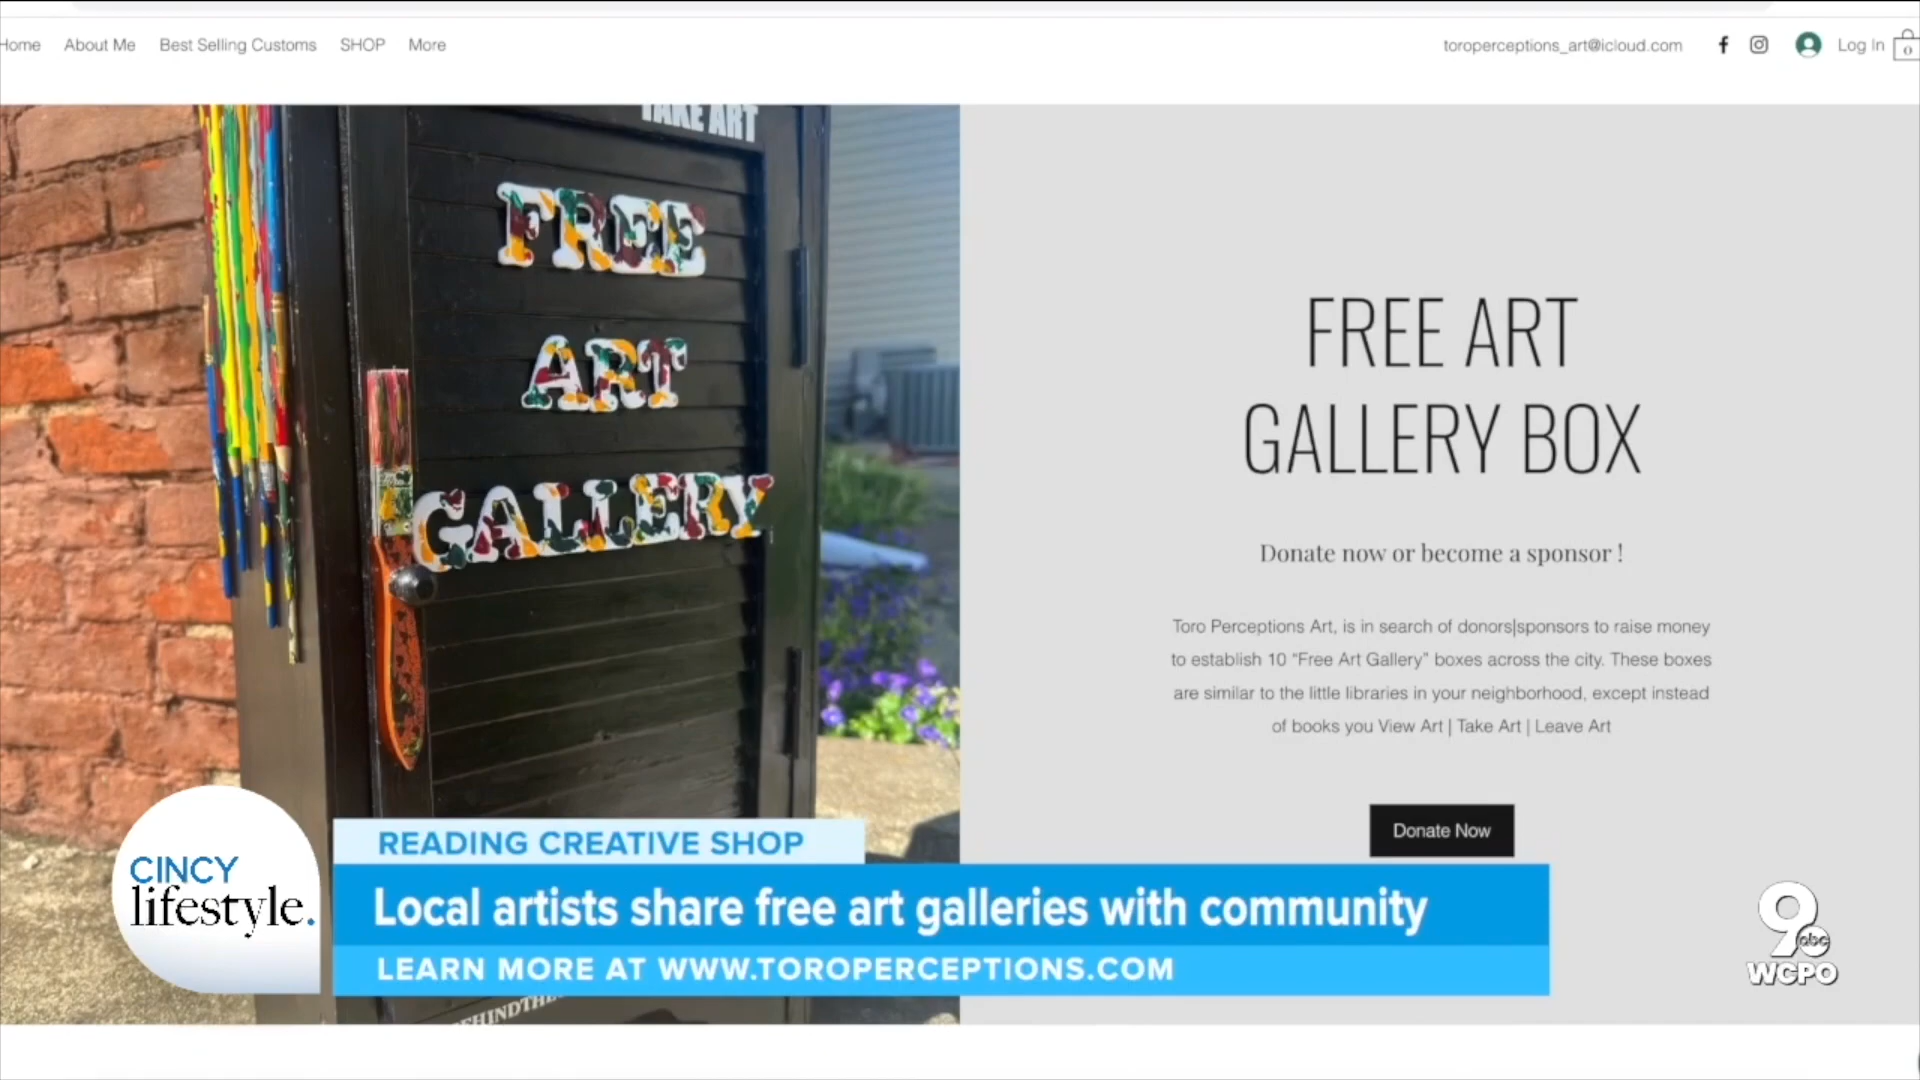 Home About Me Best Selling Customs SHOP More
toroperceptions_art@icloud.com Log In 0
TAKE ART
FREE
ART
GALLERY
FREE ART
GALLERY BOX
Donate now or become a sponsor !
Toro Perceptions Art, is in search of donors|sponsors to raise money
to establish 10 “Free Art Gallery” boxes across the city. These boxes
are similar to the little libraries in your neighborhood, except instead
of books you View Art | Take Art | Leave Art
Donate Now
CINCY
lifestyle.
READING CREATIVE SHOP
Local artists share free art galleries with community
LEARN MORE AT WWW.TOROPERCEPTIONS.COM
9
abc
WCPO